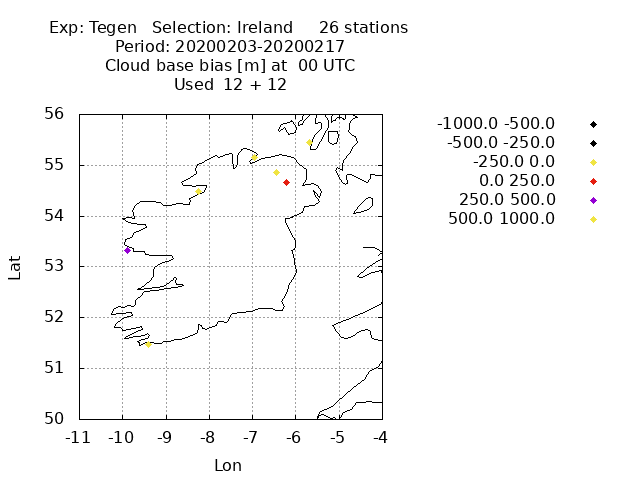 Exp: Tegen   Selection: Ireland     26 stations
Period: 20200203-20200217
Cloud base bias [m] at  00 UTC
Used  12 + 12
-1000.0 -500.0
-500.0 -250.0
-250.0 0.0
0.0 250.0
250.0 500.0
500.0 1000.0
56
55
54
53
52
51
50
Lat
-11 -10 -9 -8 -7 -6 -5 -4
Lon